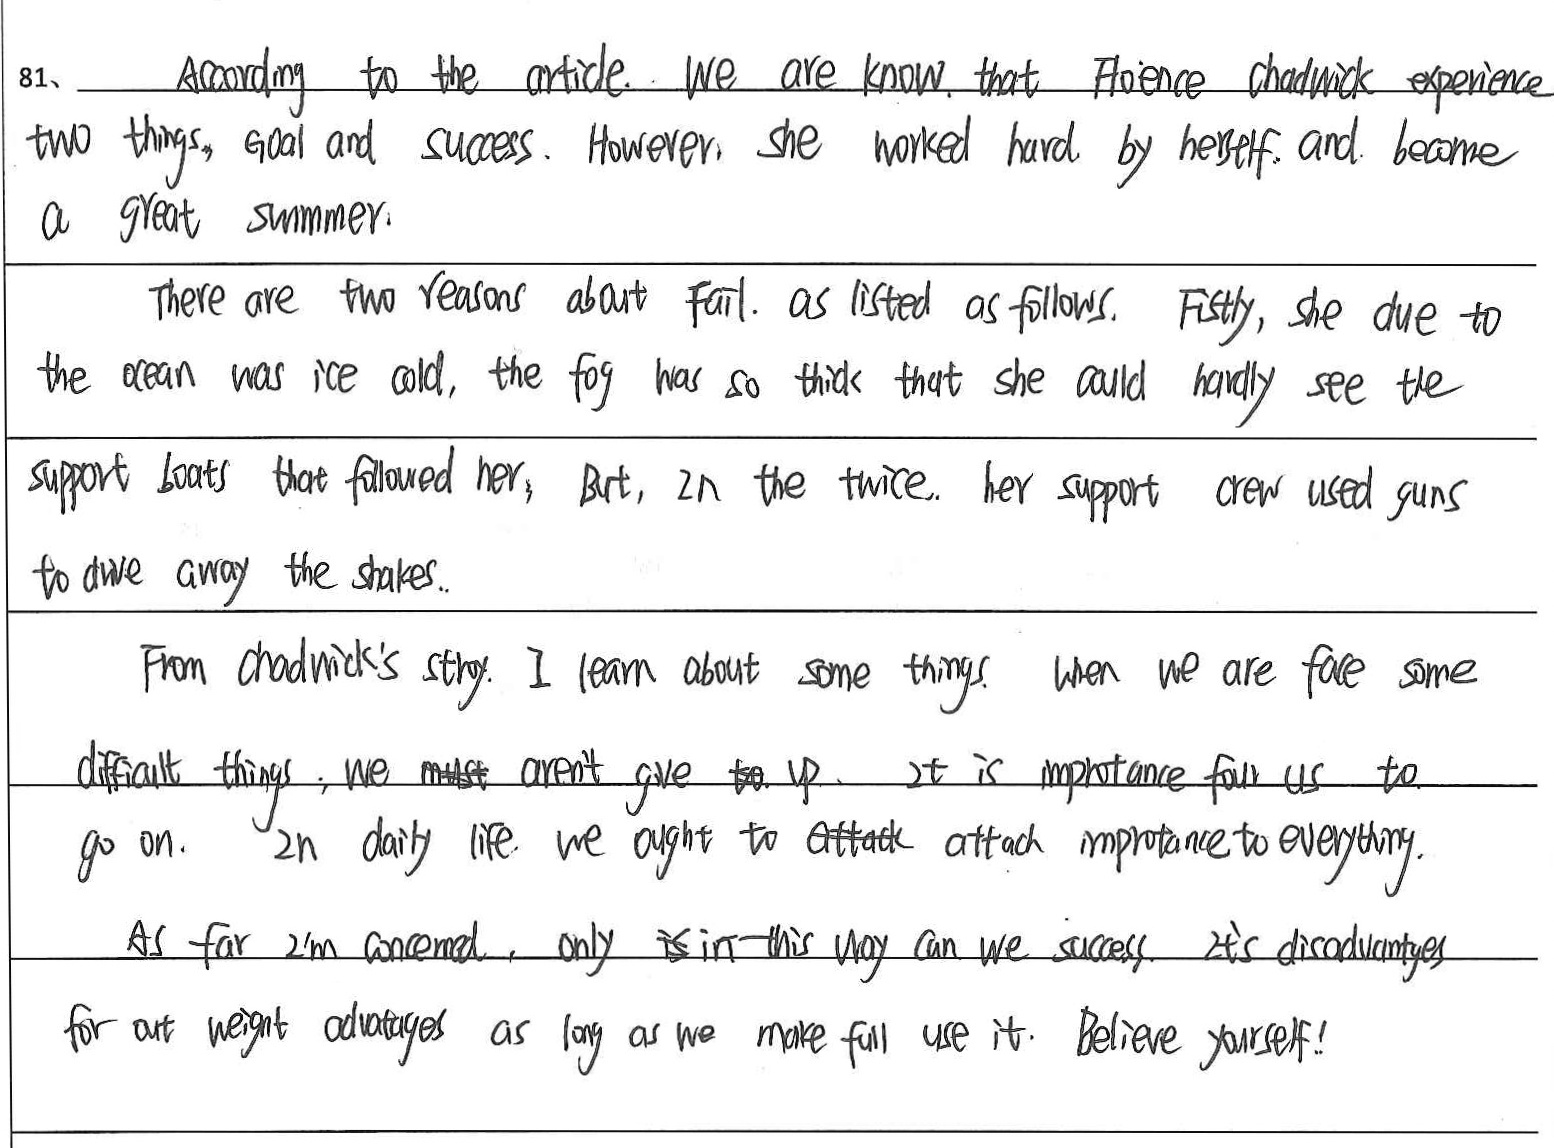 81、 According to the article. We are know. that Floience Chadwick experience
two things,, Goal and success. However, she worked hard. by herself. and. become
a great swmmer.
There are two reasons about Fail. as listed as follows. Fistly, she due to
the ocean was ice cold, the fog was so thick that she could hardly see the
support boats that followed her; But, In the twice. her support crew used guns
to dive away the shakes..
From Chadwick's stroy. I learn about some things. When we are face some
difficult things, we must aren't give to up. It is improtance four us to
go on. In daily life. we ought to attack attach improtance to everything.
As far I'm concerned, only is in this way can we success. It's disadvantyes
for out weight advatages as long as we make full use it. Believe yourself!